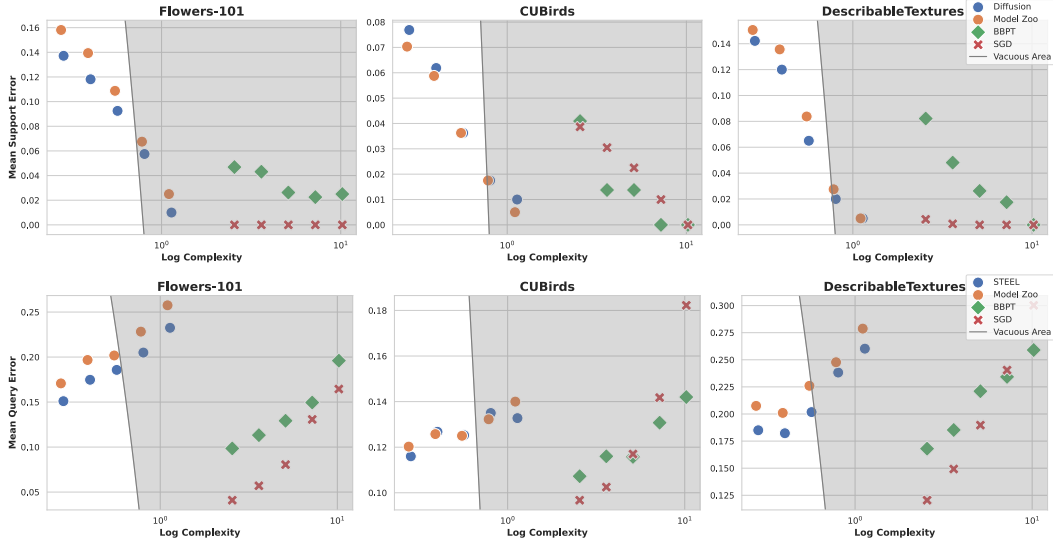 Flowers-101
CUBirds
DescribableTextures
Diffusion
Model Zoo
BBPT
SGD
Vacuous Area
Mean Support Error
0.16
0.14
0.12
0.10
0.08
0.06
0.04
0.02
0.00
0.08
0.07
0.06
0.05
0.04
0.03
0.02
0.01
0.00
0.14
0.12
0.10
0.08
0.06
0.04
0.02
0.00
10⁰ 10¹
10⁰ 10¹
10⁰ 10¹
Log Complexity
Log Complexity
Log Complexity
Flowers-101
CUBirds
DescribableTextures
STEEL
Model Zoo
BBPT
SGD
Vacuous Area
Mean Query Error
0.25
0.20
0.15
0.10
0.05
0.18
0.16
0.14
0.12
0.10
0.300
0.275
0.250
0.225
0.200
0.175
0.150
0.125
10⁰ 10¹
10⁰ 10¹
10⁰ 10¹
Log Complexity
Log Complexity
Log Complexity